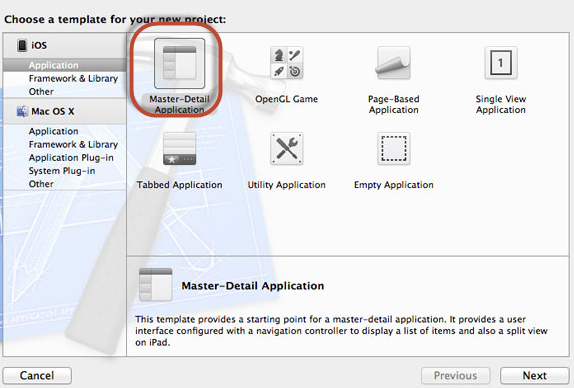 Choose a template for your new project:
iOS
Application
Framework & Library
Other
Mac OS X
Application
Framework & Library
Application Plug-in
System Plug-in
Other
Master-Detail
Application
OpenGL Game
Page-Based
Application
1
Single View
Application
Tabbed Application
Utility Application
Empty Application
Master-Detail Application
This template provides a starting point for a master-detail application. It provides a user
interface configured with a navigation controller to display a list of items and also a split view
on iPad.
Cancel
Previous
Next